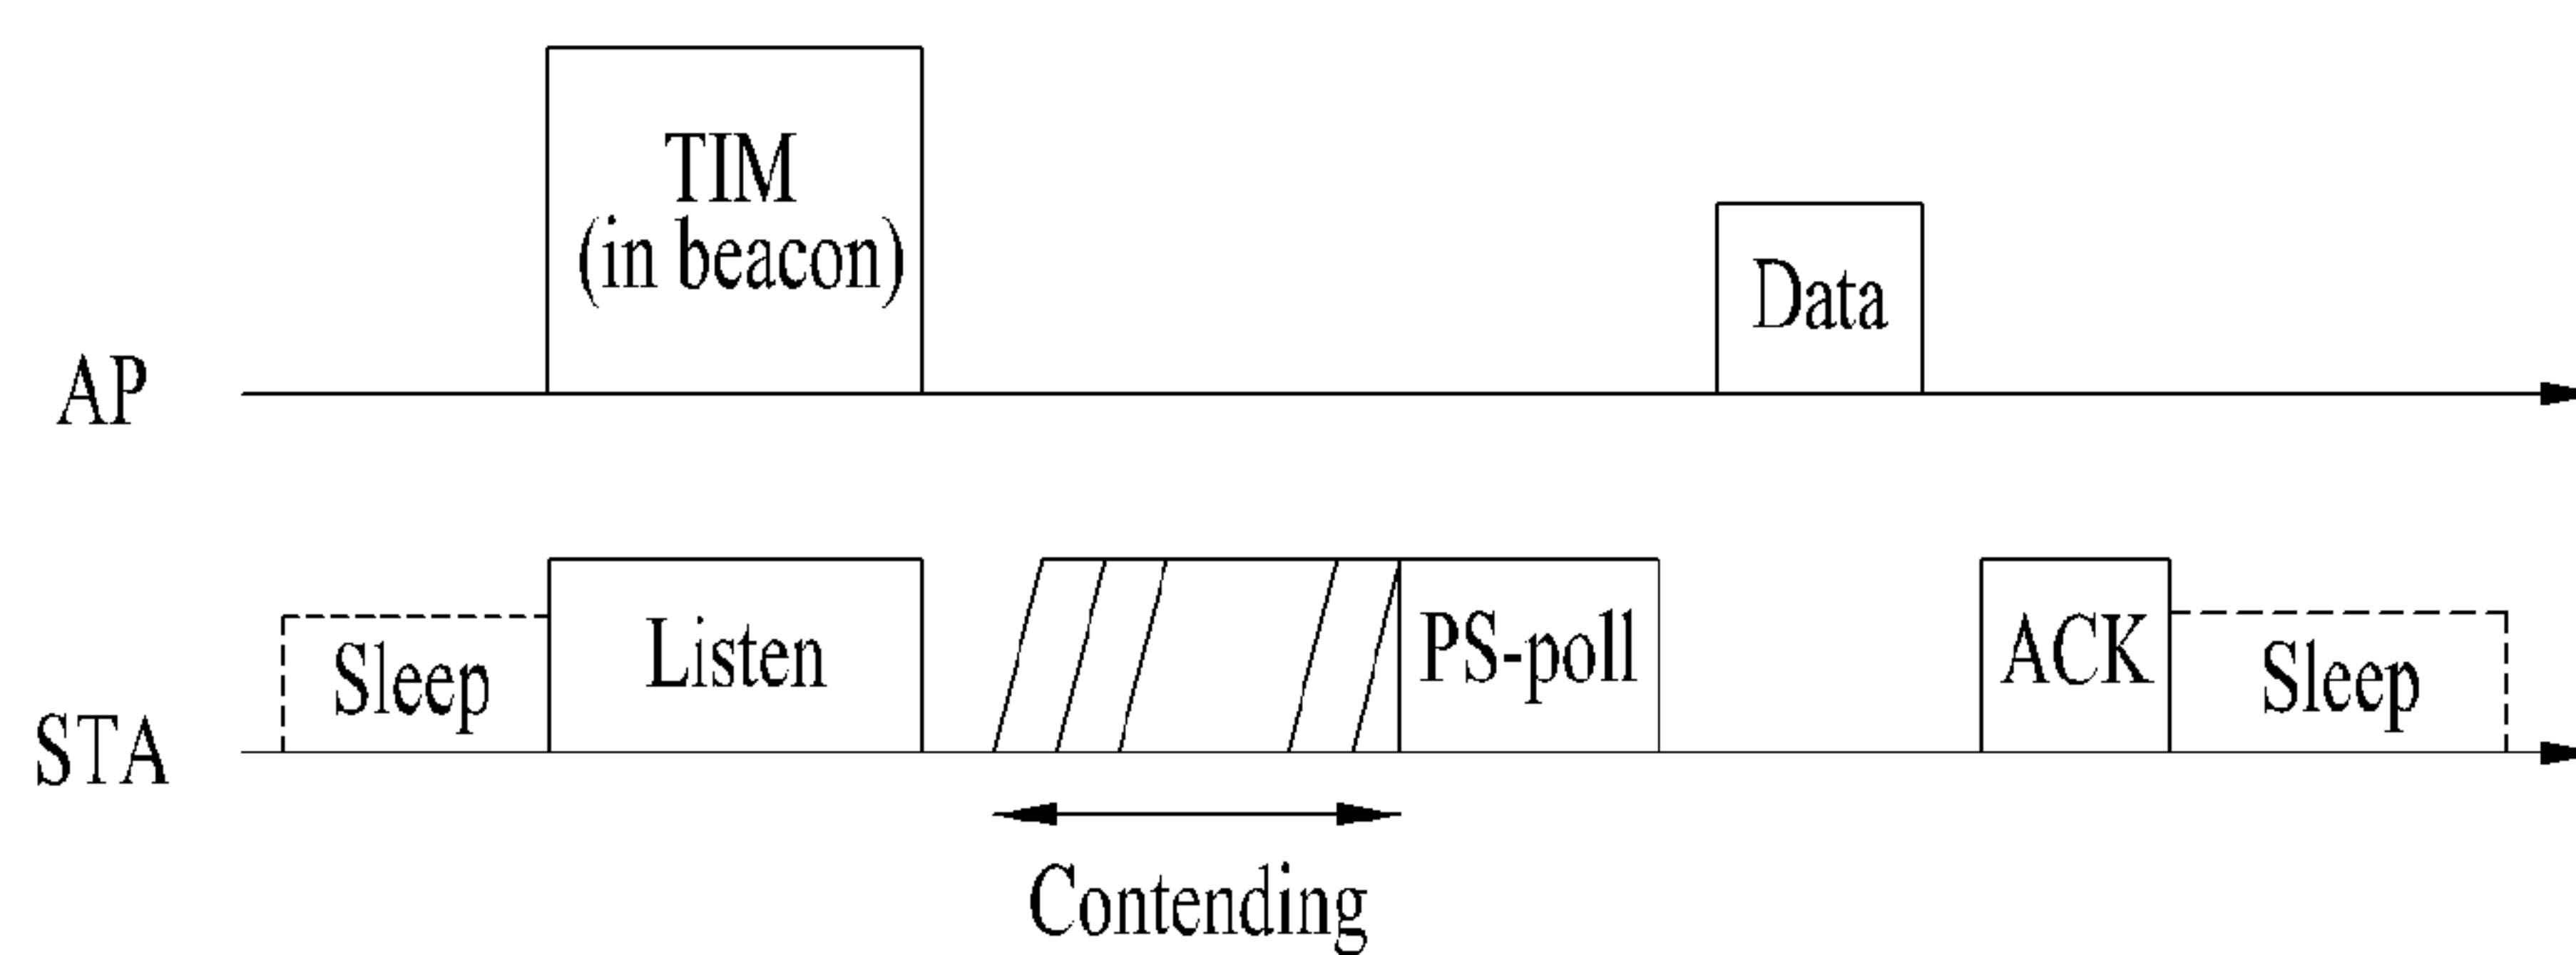 TIM
(in beacon)
Data
AP
Sleep
Listen
PS-poll
ACK
Sleep
STA
Contending